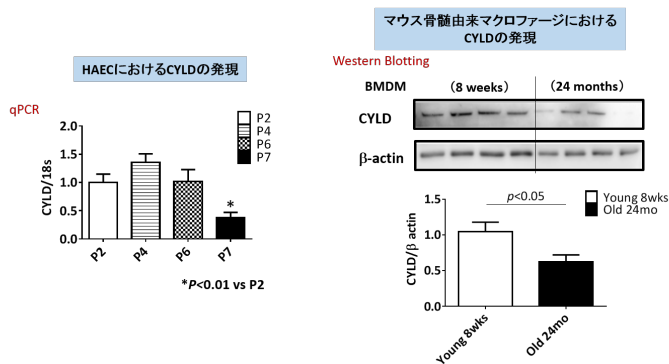 HAECにおけるCYLDの発現
qPCR
P2
P4
P6
P7
CYLD/18s
1.5
1.0
0.5
0.0
*
P2
P4
P6
P7
*P<0.01 vs P2
マウス骨髄由来マクロファージにおける
CYLDの発現
Western Blotting
BMDM (8 weeks) (24 months)
CYLD
β-actin
p<0.05
Young 8wks
Old 24mo
CYLD/β actin
1.5
1.0
0.5
0.0
Young 8wks
Old 24mo